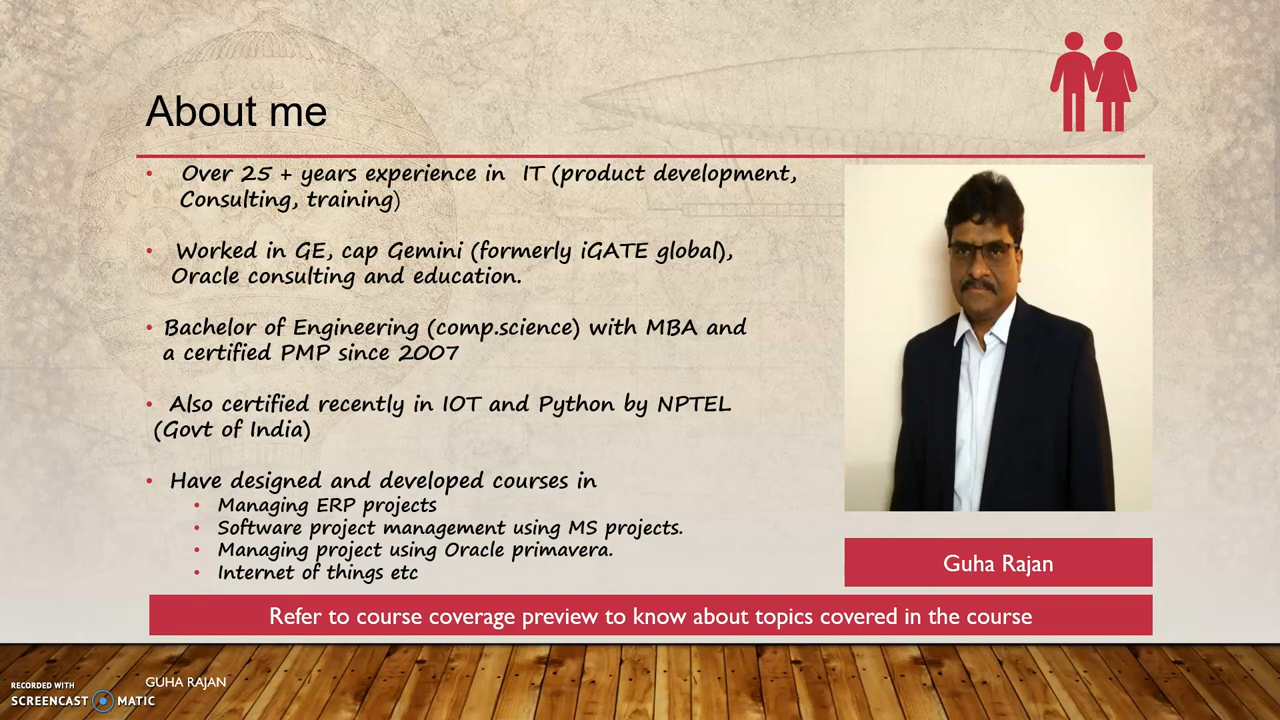 About me
• Over 25 + years experience in IT (product development,
Consulting, training)
• Worked in GE, cap Gemini (formerly iGATE global),
Oracle consulting and education.
• Bachelor of Engineering (comp.science) with MBA and
a certified PMP since 2007
• Also certified recently in IOT and Python by NPTEL
(Govt of India)
• Have designed and developed courses in
• Managing ERP projects
• Software project management using MS projects.
• Managing project using Oracle primavera.
• Internet of things etc
Guha Rajan
Refer to course coverage preview to know about topics covered in the course
GUHA RAJAN
RECORDED WITH
SCREENCAST MATIC